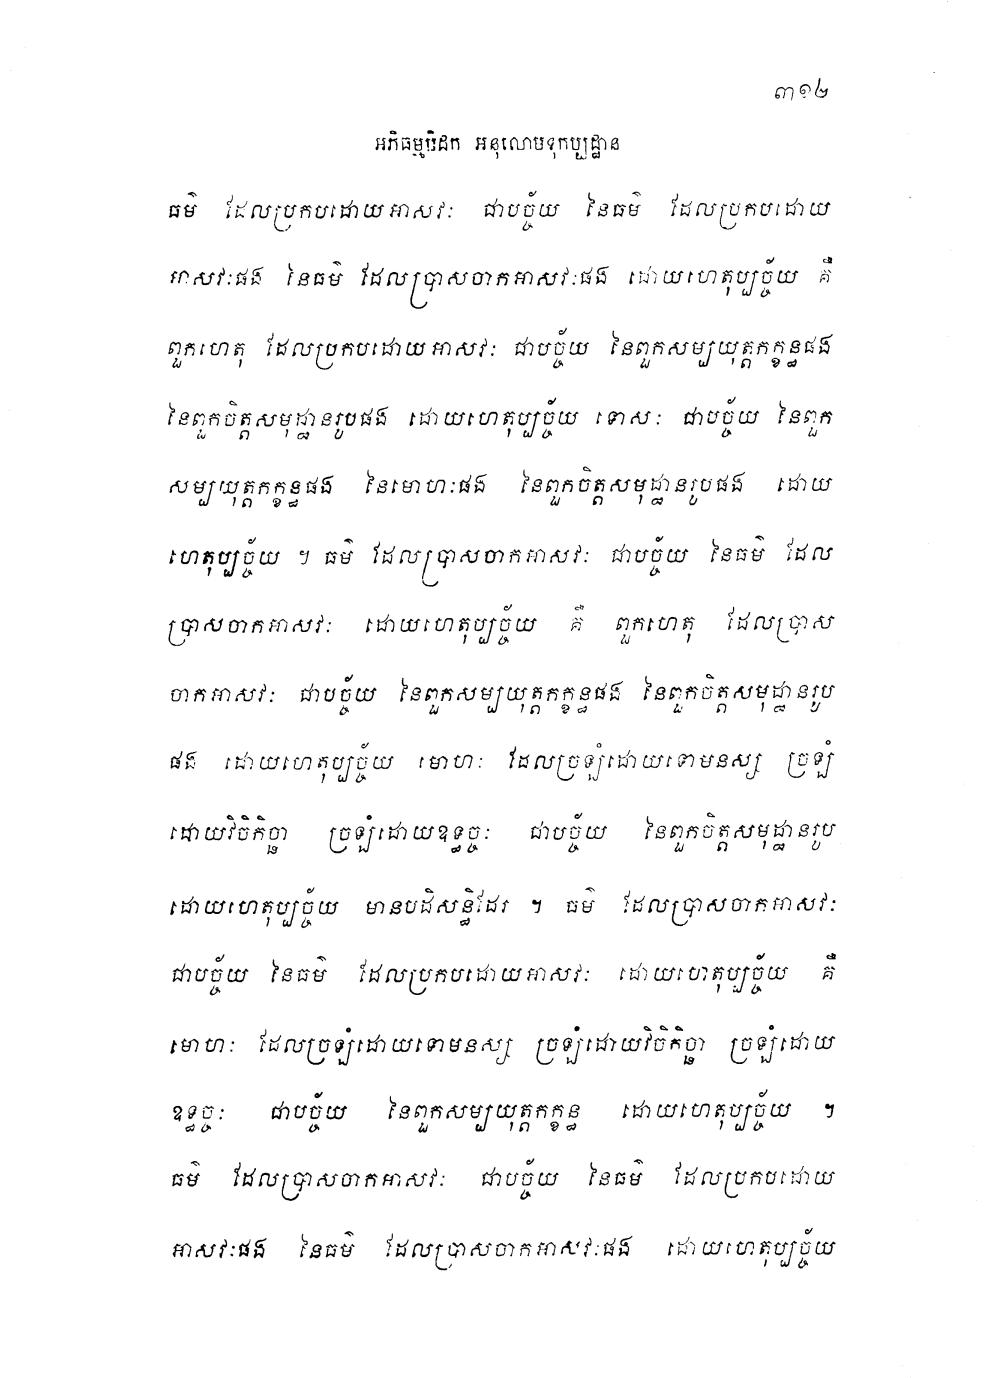 ៣១២
អភិធម្មបិដក អនុលោមទុកប្បដ្ឋាន
ធម៌ ដែលប្រកបដោយអាសវៈ ជាបច្ច័យ នៃធម៌ ដែលប្រកបដោយ
អាសវៈផង នៃធម៌ ដែលប្រាសចាកអាសវៈផង ដោយហេតុប្បច្ច័យ គឺ
ពួកហេតុ ដែលប្រកបដោយអាសវៈ ជាបច្ច័យ នៃពួកសម្បយុត្តកក្ខន្ធផង
នៃពួកចិត្តសមុដ្ឋានរូបផង ដោយហេតុប្បច្ច័យ ទោសៈ ជាបច្ច័យ នៃពួក
សម្បយុត្តកក្ខន្ធផង នៃមោហៈផង នៃពួកចិត្តសមុដ្ឋានរូបផង ដោយ
ហេតុប្បច្ច័យ ។ ធម៌ ដែលប្រាសចាកអាសវៈ ជាបច្ច័យ នៃធម៌ ដែល
ប្រាសចាកអាសវៈ ដោយហេតុប្បច្ច័យ គឺ ពួកហេតុ ដែលប្រាស
ចាកអាសវៈ ជាបច្ច័យ នៃពួកសម្បយុត្តកក្ខន្ធផង នៃពួកចិត្តសមុដ្ឋានរូប
ផង ដោយហេតុប្បច្ច័យ មោហៈ ដែលច្រឡំដោយទោមនស្ស ច្រឡំ
ដោយវិចិកិច្ឆា ច្រឡំដោយឧទ្ធច្ចៈ ជាបច្ច័យ នៃពួកចិត្តសមុដ្ឋានរូប
ដោយហេតុប្បច្ច័យ មានបដិសន្ធិដែរ ។ ធម៌ ដែលប្រាសចាកអាសវៈ
ជាបច្ច័យ នៃធម៌ ដែលប្រកបដោយអាសវៈ ដោយហេតុប្បច្ច័យ គឺ
មោហៈ ដែលច្រឡំដោយទោមនស្ស ច្រឡំដោយវិចិកិច្ឆា ច្រឡំដោយ
ឧទ្ធច្ចៈ ជាបច្ច័យ នៃពួកសម្បយុត្តកក្ខន្ធ ដោយហេតុប្បច្ច័យ ។
ធម៌ ដែលប្រាសចាកអាសវៈ ជាបច្ច័យ នៃធម៌ ដែលប្រកបដោយ
អាសវៈផង នៃធម៌ ដែលប្រាសចាកអាសវៈផង ដោយហេតុប្បច្ច័យ